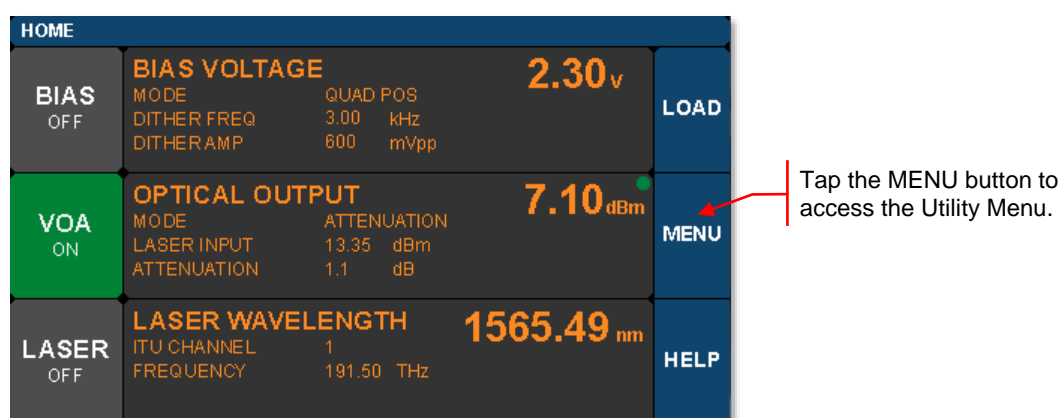 HOME
BIAS
OFF
BIAS VOLTAGE 2.30 V
MODE QUAD POS
DITHER FREQ 3.00 kHz
DITHER AMP 600 mVpp
LOAD
VOA
ON
OPTICAL OUTPUT 7.10 dBm
MODE ATTENUATION
LASER INPUT 13.35 dBm
ATTENUATION 1.1 dB
MENU
Tap the MENU button to
access the Utility Menu.
LASER
OFF
LASER WAVELENGTH 1565.49 nm
ITU CHANNEL 1
FREQUENCY 191.50 THz
HELP